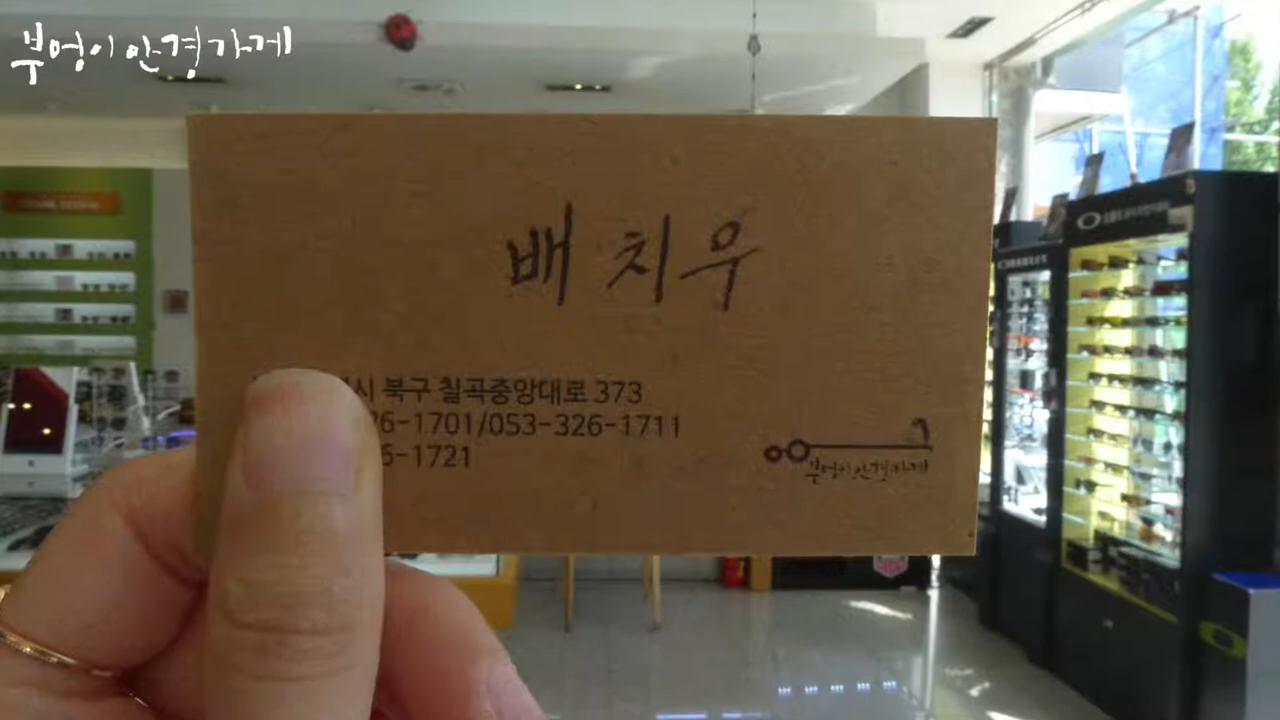 부엉이안경가게
배 치 우
시 북구 칠곡중앙대로 373
6-1701/053-326-1711
6-1721
부엉이안경가게